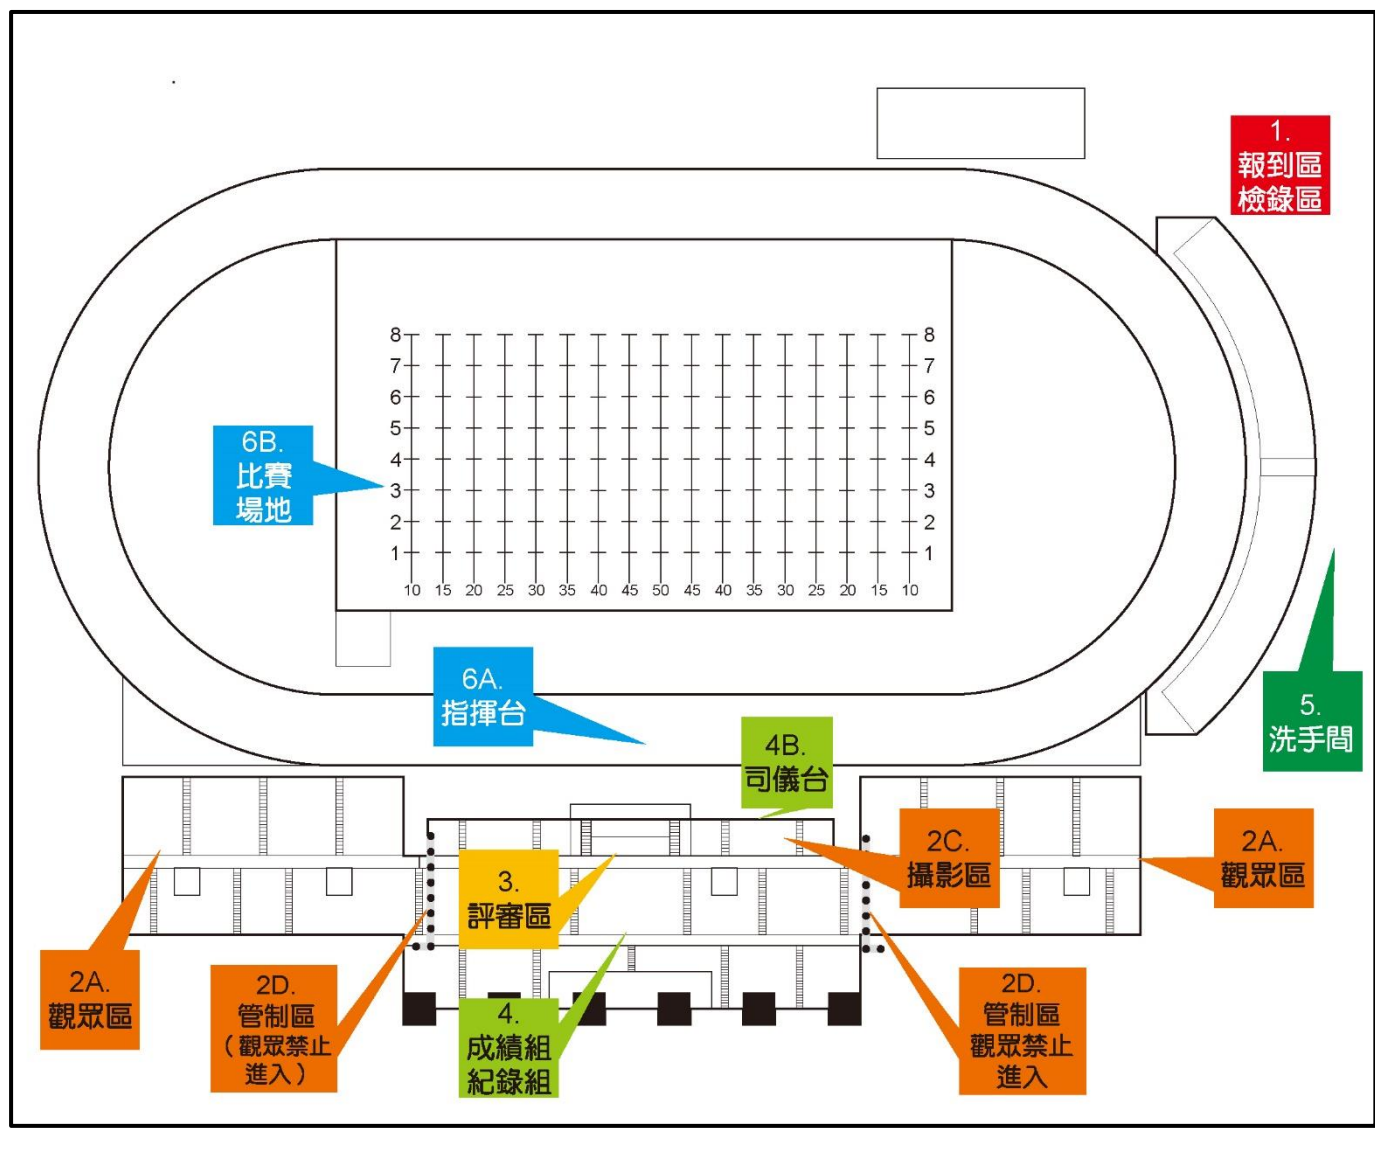 1.
報到區
檢錄區
8 8
7 7
6 6
5 5
4 4
3 3
2 2
1 1
10 15 20 25 30 35 40 45 50 45 40 35 30 25 20 15 10
6B.
比賽
場地
6A.
指揮台
5.
洗手間
4B.
司儀台
2C.
攝影區
2A.
觀眾區
3.
評審區
2A.
觀眾區
2D.
管制區
（觀眾禁止
進入）
4.
成績組
紀錄組
2D.
管制區
觀眾禁止
進入